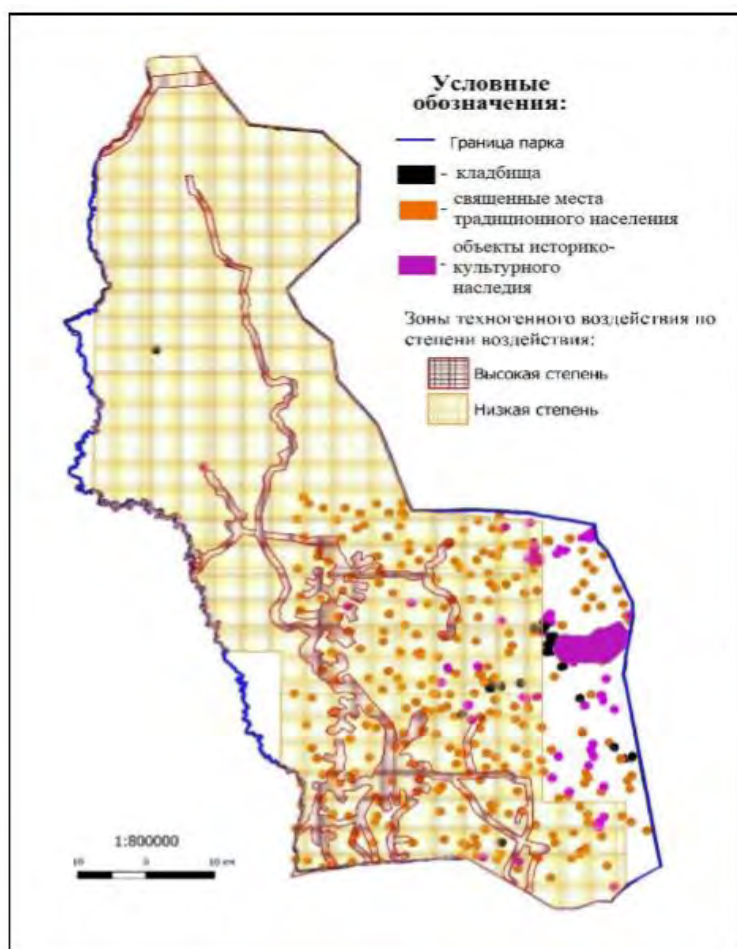 Условные
обозначения:
Граница парка
- кладбища
- священные места
традиционного населения
- объекты историко-
культурного
наследия
Зоны техногенного воздействия по
степени воздействия:
Высокая степень
Низкая степень
1:800000
10 0 10 км